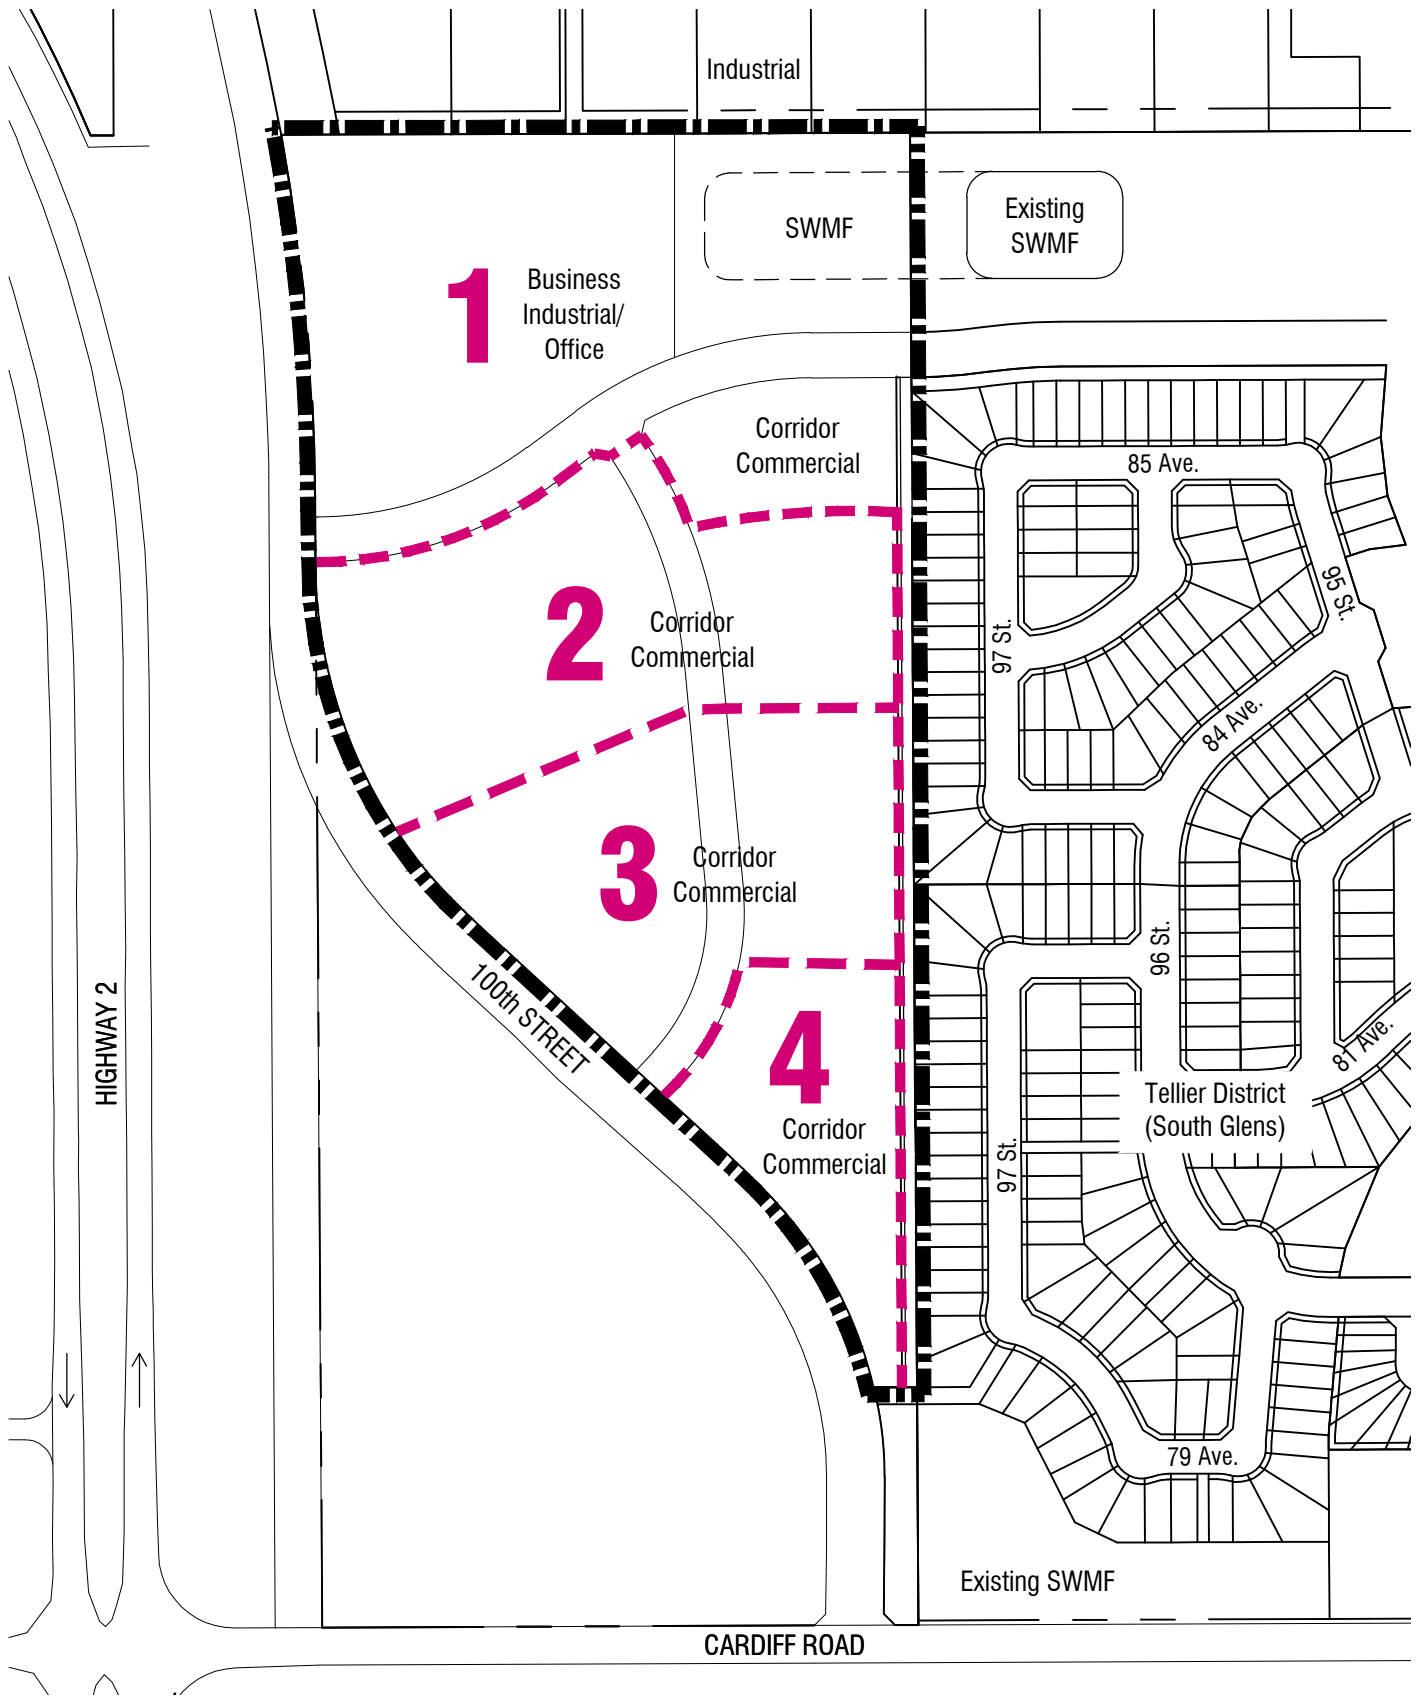 Industrial
SWMF
Existing
SWMF
1
Business
Industrial/
Office
Corridor
Commercial
85 Ave.
95 St.
2
Corridor
Commercial
97 St.
84 Ave.
3
Corridor
Commercial
96 St.
100th STREET
HIGHWAY 2
4
Corridor
Commercial
81 Ave.
Tellier District
(South Glens)
97 St.
79 Ave.
Existing SWMF
CARDIFF ROAD